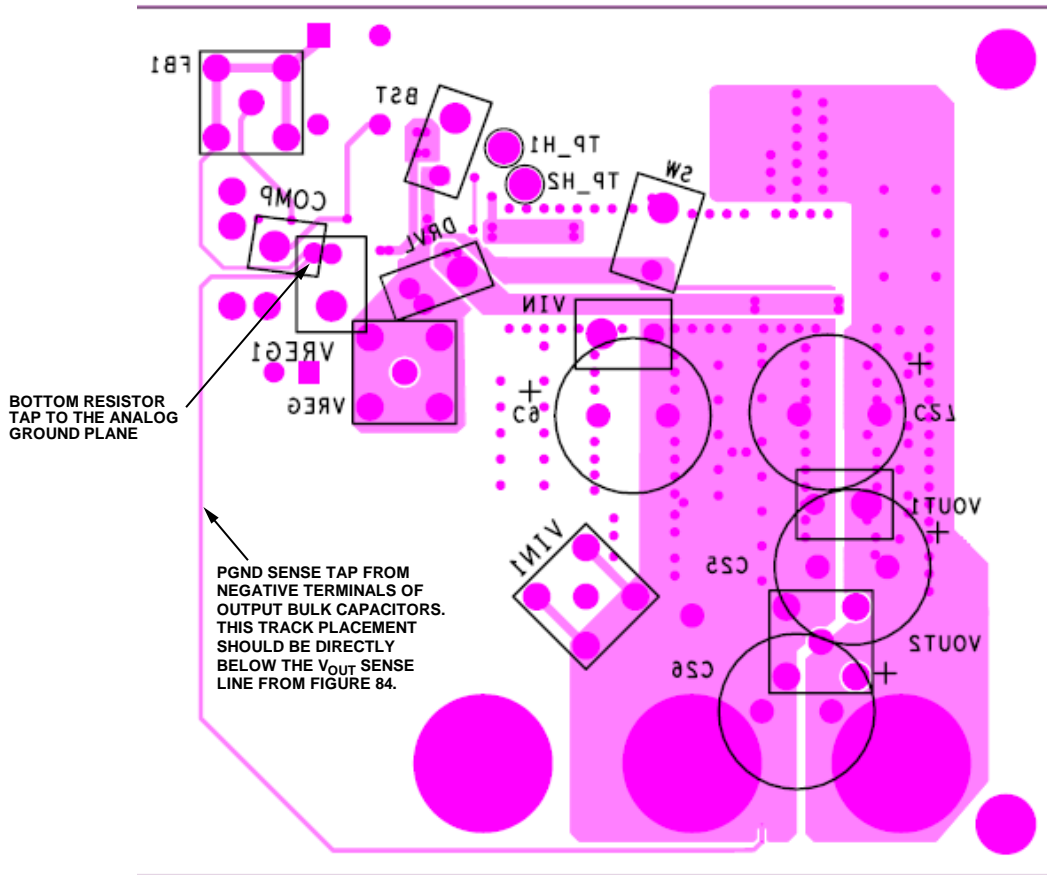 FB1
BST
TP_H1
TP_H2
SW
COMP
DRVL
VIN
VREG1
VREG
C6
C27
BOTTOM RESISTOR
TAP TO THE ANALOG
GROUND PLANE
VOUT1
VIN1
C25
PGND SENSE TAP FROM
NEGATIVE TERMINALS OF
OUTPUT BULK CAPACITORS.
THIS TRACK PLACEMENT
SHOULD BE DIRECTLY
BELOW THE VOUT SENSE
LINE FROM FIGURE 84.
VOUT2
C26